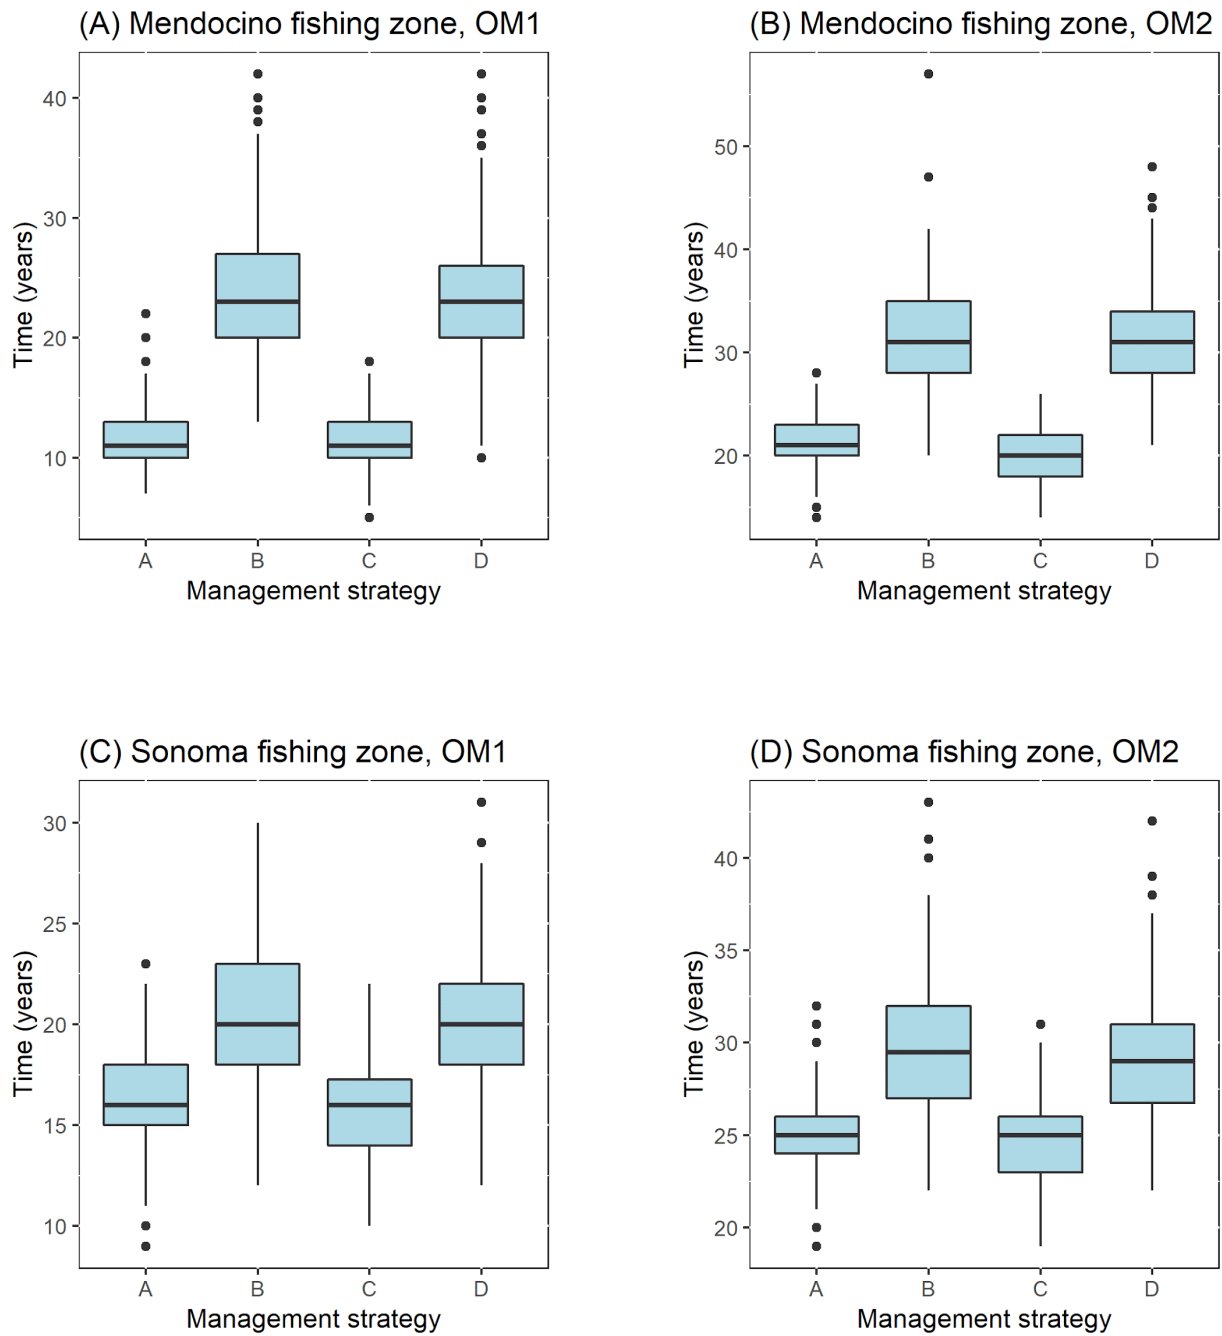 (A) Mendocino fishing zone, OM1
40
30
20
10
Time (years)
A B C D
Management strategy
(B) Mendocino fishing zone, OM2
50
40
30
20
Time (years)
A B C D
Management strategy
(C) Sonoma fishing zone, OM1
30
25
20
15
10
Time (years)
A B C D
Management strategy
(D) Sonoma fishing zone, OM2
40
35
30
25
20
Time (years)
A B C D
Management strategy